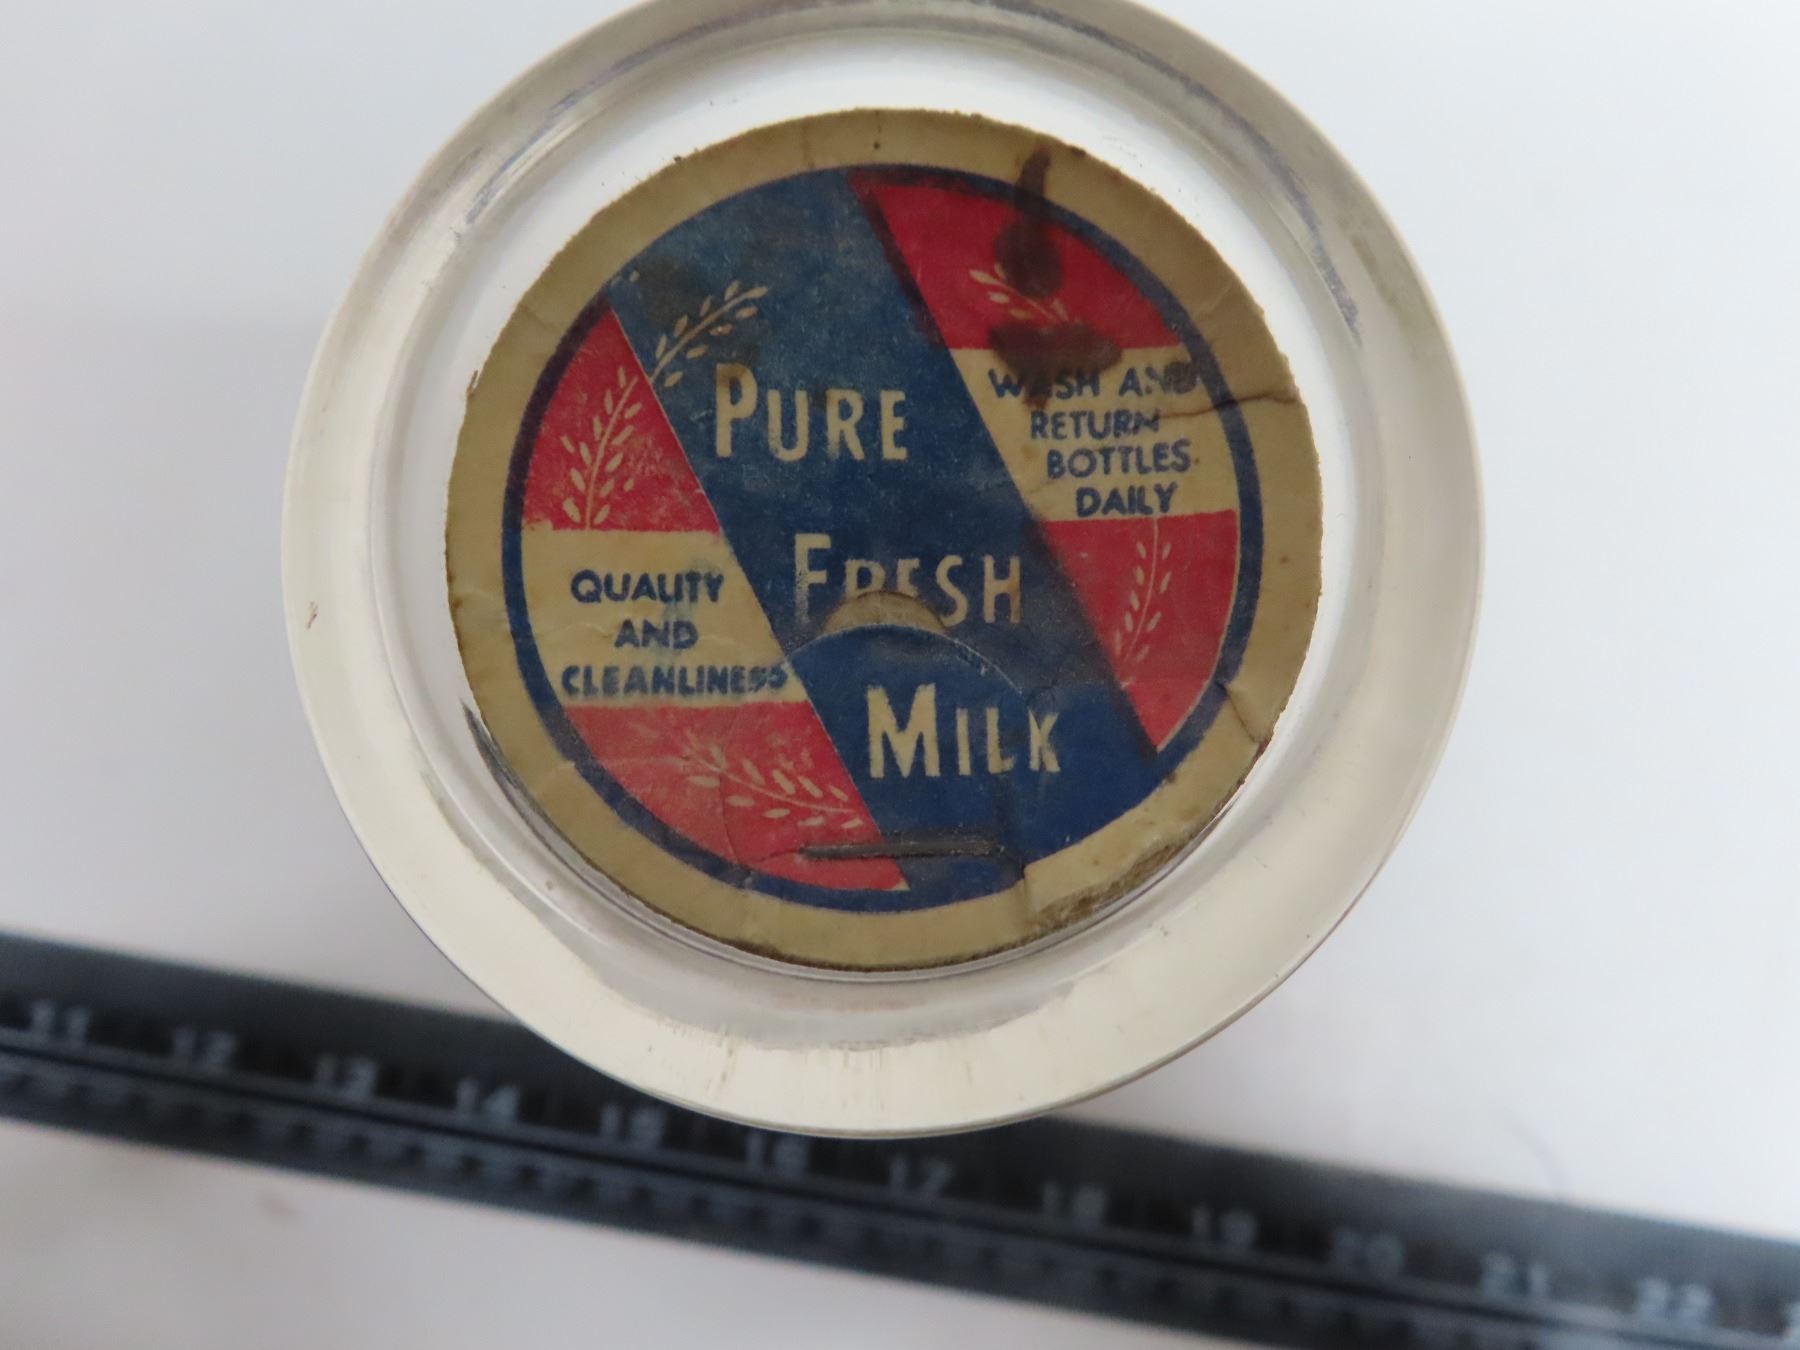 PURE
FRESH
MILK
WASH AND
RETURN
BOTTLES
DAILY
QUALITY
AND
CLEANLINESS
11 12 13 14 15 16 17 18 19 20 21 22